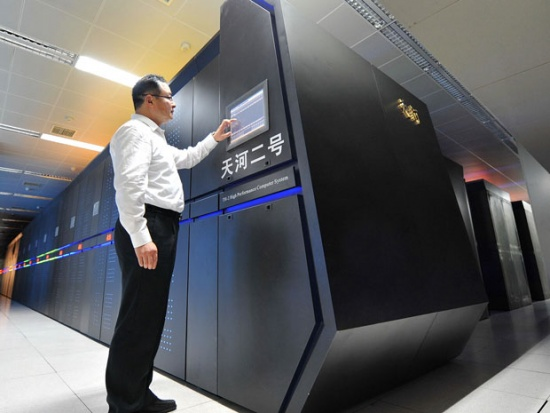 天河二号
TH-2 High Performance Computer System